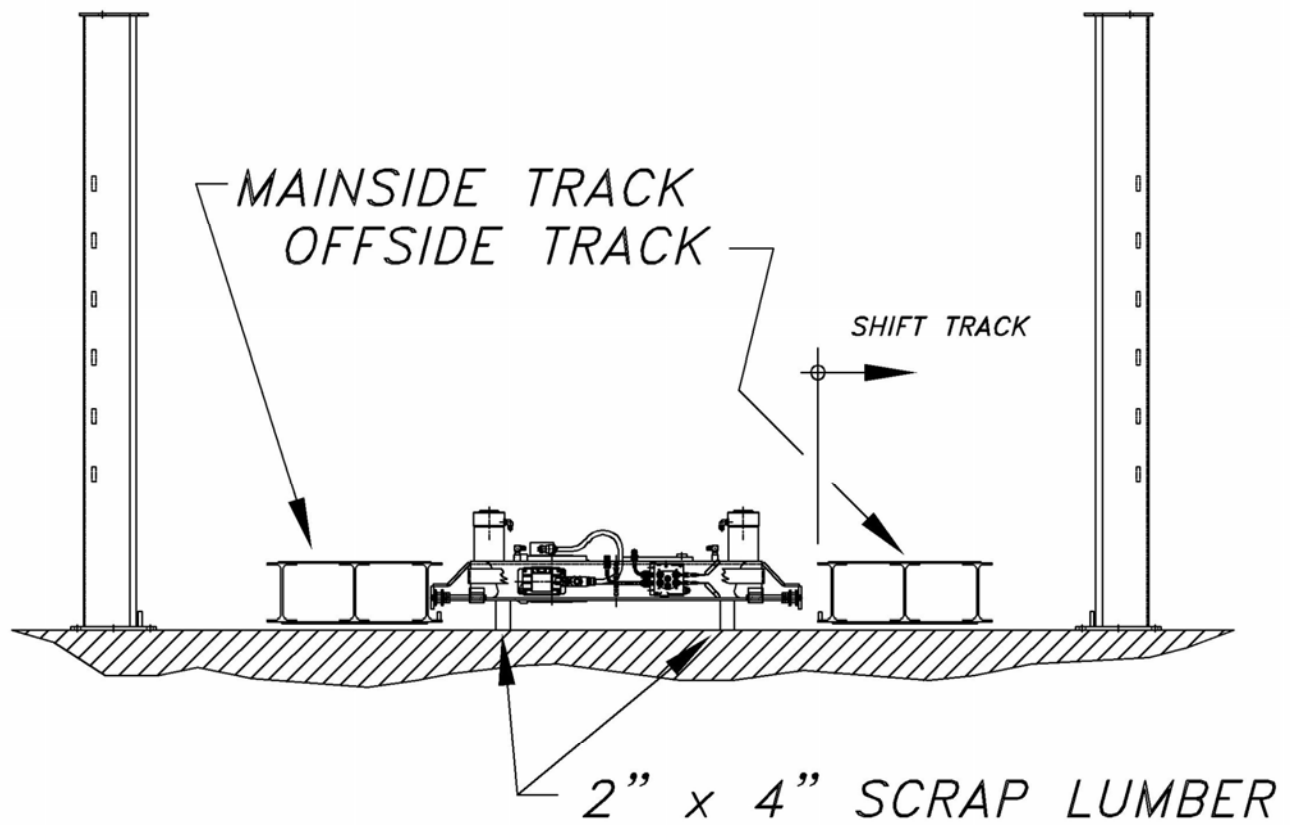 MAINSIDE TRACK
OFFSIDE TRACK
SHIFT TRACK
2” x 4” SCRAP LUMBER